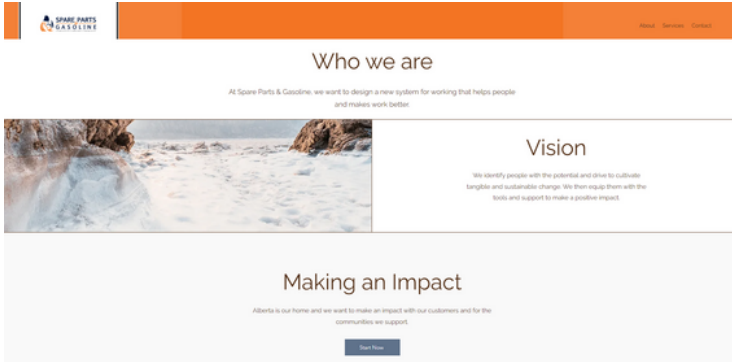 SPARE PARTS
GASOLINE
About Services Contact
Who we are
At Spare Parts & Gasoline, we want to design a new system for working that helps people
and makes work better.
Vision
We identify people with the potential and drive to cultivate
tangible and sustainable change. We then equip them with the
tools and support to make a positive impact.
Making an Impact
Alberta is our home and we want to make an impact with our customers and for the
communities we support.
Start Now